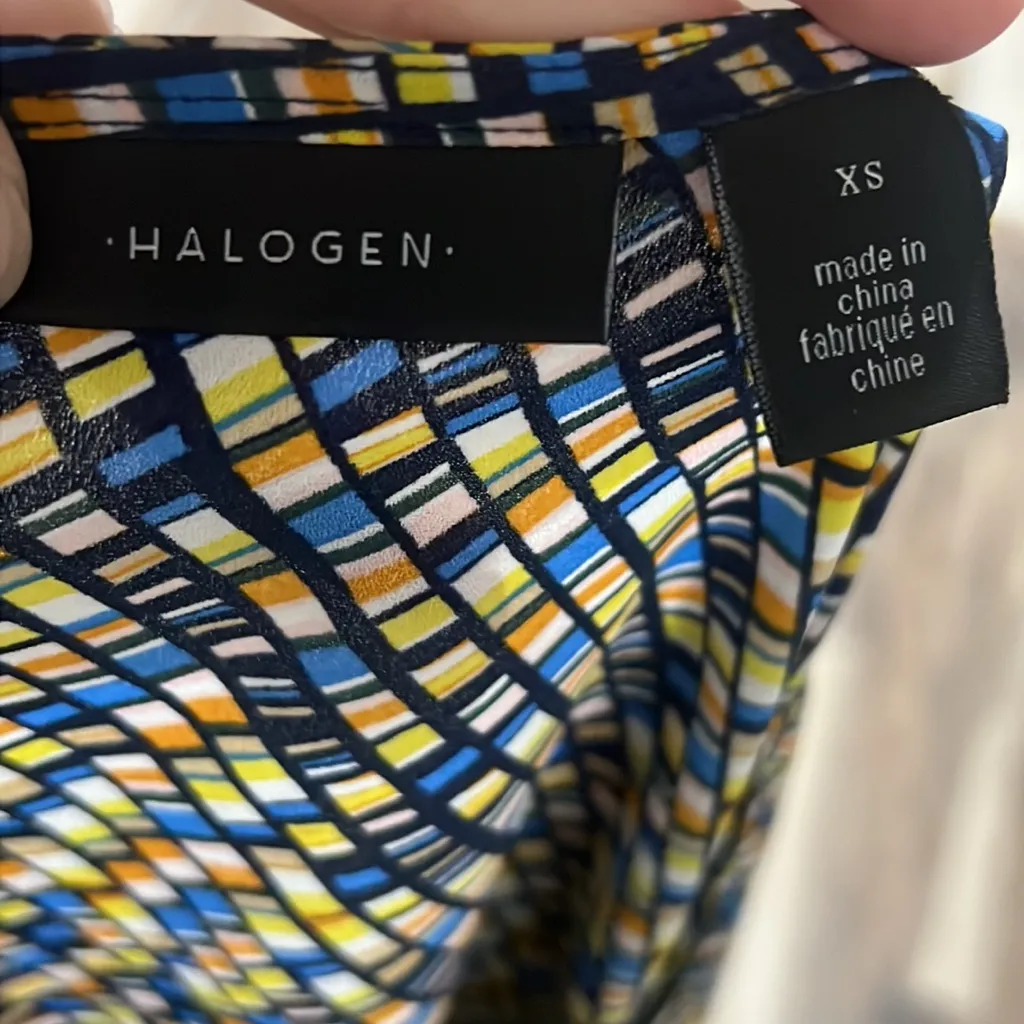 ·HALOGEN·
XS
made in
china
fabriqué en
chine